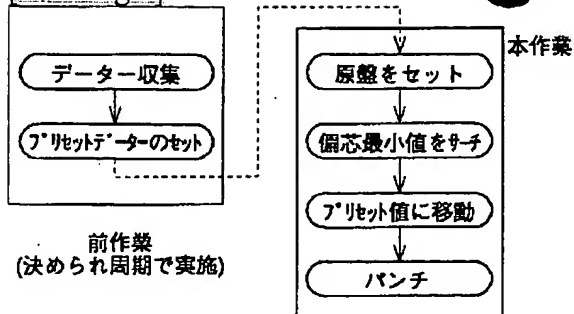 データー収集
プリセットデーターのセット
前作業
(決められ周期で実施)
本作業
原盤をセット
偏芯最小値をサーチ
プリセット値に移動
パンチ